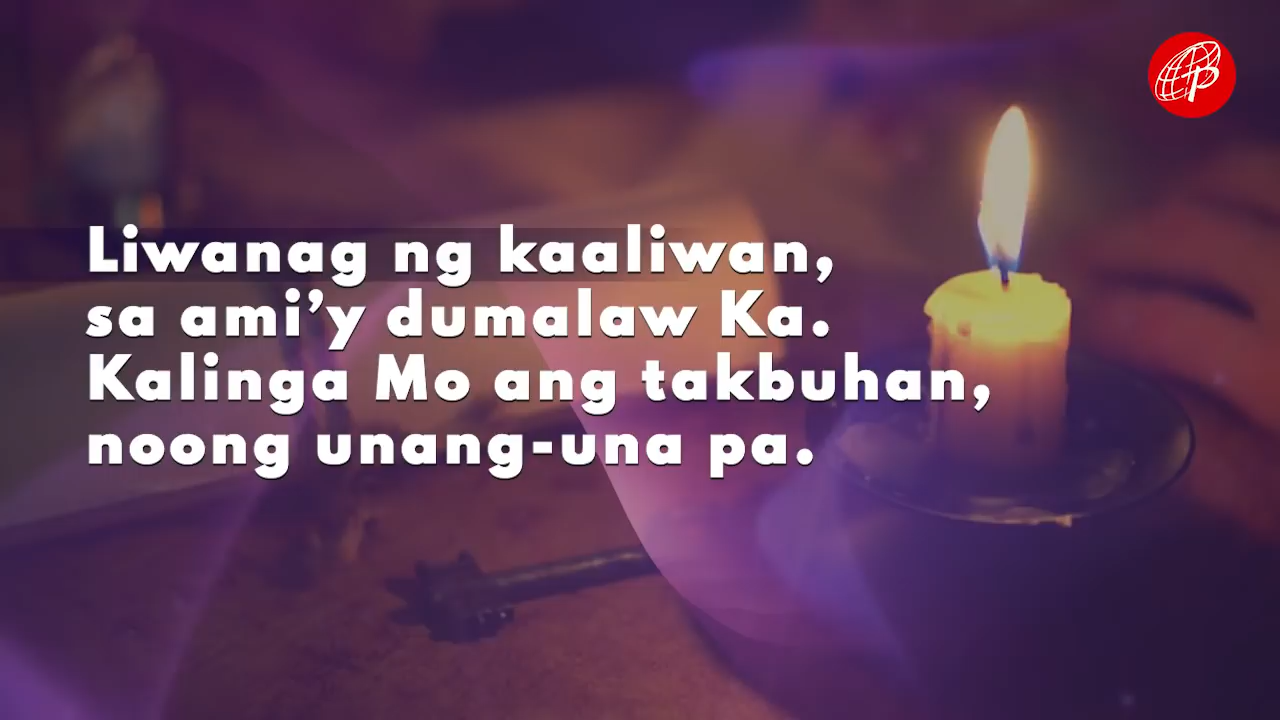 Liwanag ng kaaliwan,
sa ami’y dumalaw Ka.
Kalinga Mo ang takbuhan,
noong unang-una pa.